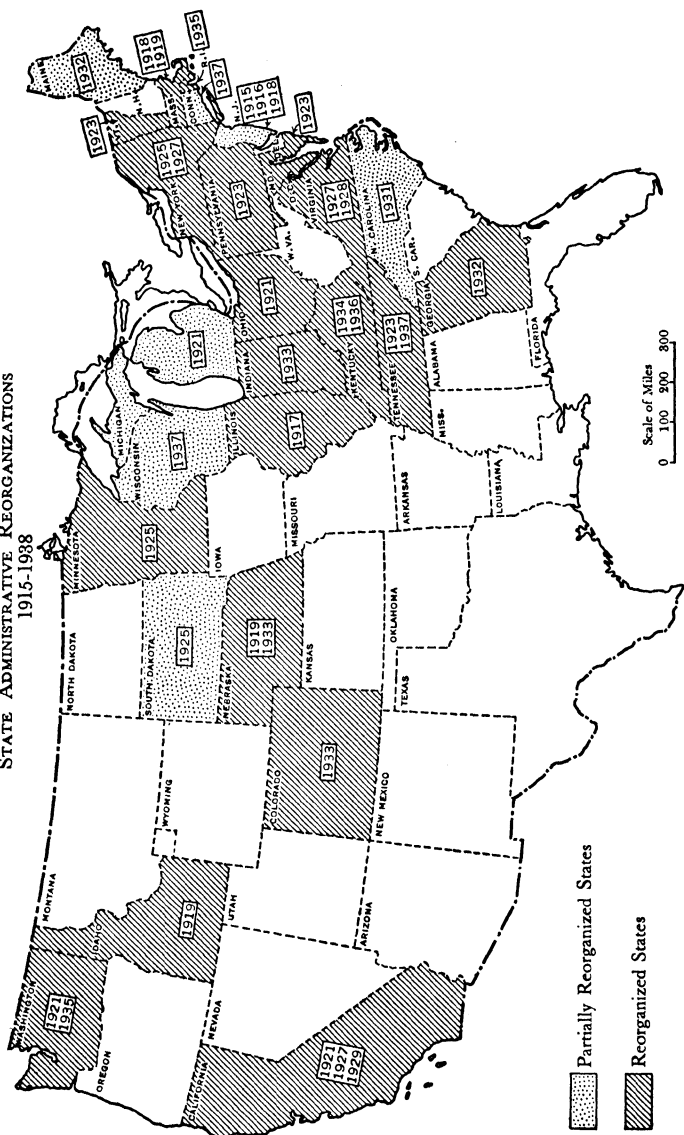 STATE ADMINISTRATIVE REORGANIZATIONS
1915-1938
WASHINGTON
1921
1935
OREGON
CALIFORNIA
1921
1927
1929
NEVADA
IDAHO
1919
MONTANA
WYOMING
UTAH
ARIZONA
COLORADO
1933
NEW MEXICO
NORTH DAKOTA
SOUTH DAKOTA
1925
NEBRASKA
1919
1933
KANSAS
OKLAHOMA
TEXAS
MINNESOTA
1925
IOWA
MISSOURI
ARKANSAS
LOUISIANA
WISCONSIN
1937
MICHIGAN
1921
ILLINOIS
1917
INDIANA
1933
OHIO
1921
KENTUCKY
1934
1936
TENNESSEE
1923
1937
MISS.
ALABAMA
GEORGIA
1932
FLORIDA
S. CAR.
N. CAROLINA
1931
VIRGINIA
1927
1928
W. VA.
D.C.
MD.
DEL.
1923
PENNSYLVANIA
1923
N. J.
1915
1916
1918
NEW YORK
1925
1927
CONN.
1937
R. I.
1935
MASS.
1918
1919
VT.
1923
N. H.
MAINE
1932
Scale of Miles
0 100 200 300
Partially Reorganized States
Reorganized States